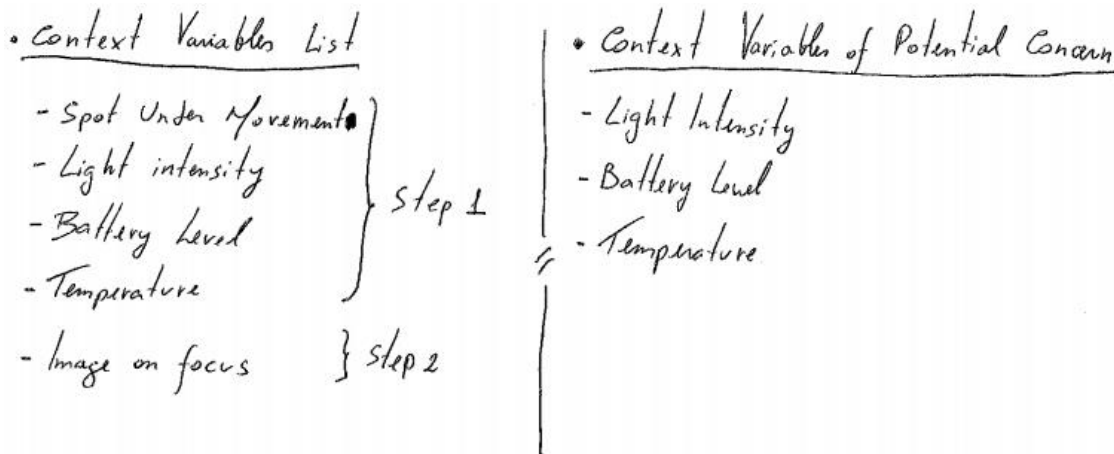 • Context Variables List
- Spot Under Movement
- Light intensity
- Battery Level
- Temperature
} Step 1
- Image on focus } Step 2
• Context Variables of Potential Concern
- Light Intensity
- Battery Level
- Temperature